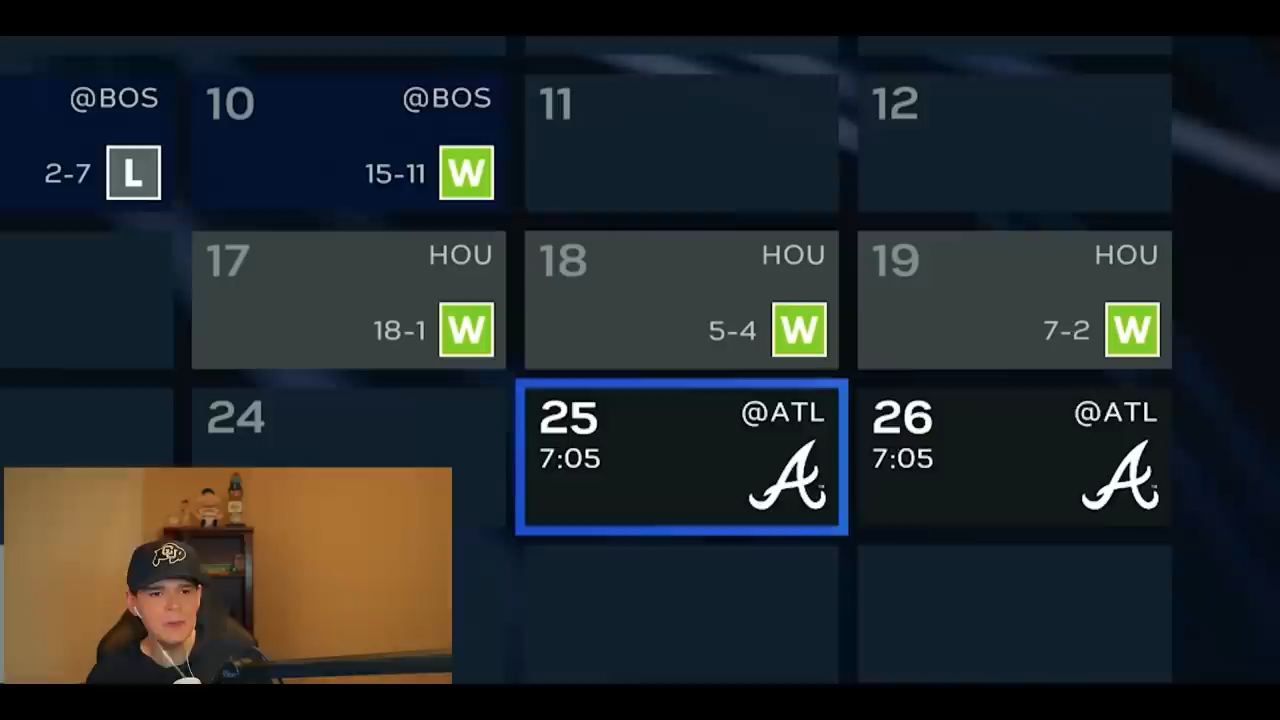 @BOS
2-7 L
10 @BOS
15-11 W
11
12
17 HOU
18-1 W
18 HOU
5-4 W
19 HOU
7-2 W
24
25 @ATL
7:05 A
26 @ATL
7:05 A
CU